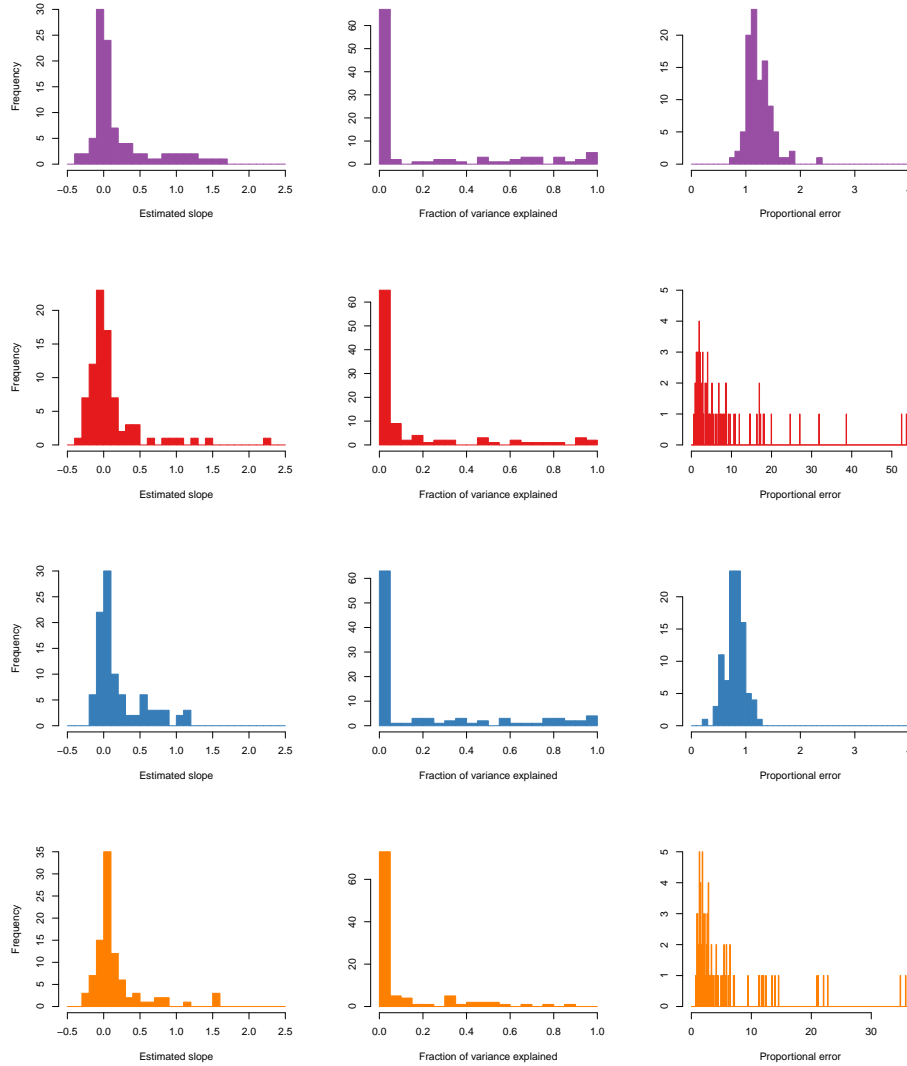 Frequency
0 5 10 15 20 25 30
−0.5 0.0 0.5 1.0 1.5 2.0 2.5
Estimated slope
0 10 20 30 40 50 60
0.0 0.2 0.4 0.6 0.8 1.0
Fraction of variance explained
0 5 10 15 20
0 1 2 3
Proportional error
Frequency
0 5 10 15 20
−0.5 0.0 0.5 1.0 1.5 2.0 2.5
Estimated slope
0 10 20 30 40 50 60
0.0 0.2 0.4 0.6 0.8 1.0
Fraction of variance explained
0 1 2 3 4 5
0 10 20 30 40 50
Proportional error
Frequency
0 5 10 15 20 25 30
−0.5 0.0 0.5 1.0 1.5 2.0 2.5
Estimated slope
0 10 20 30 40 50 60
0.0 0.2 0.4 0.6 0.8 1.0
Fraction of variance explained
0 5 10 15 20
0 1 2 3
Proportional error
Frequency
0 5 10 15 20 25 30 35
−0.5 0.0 0.5 1.0 1.5 2.0 2.5
Estimated slope
0 20 40 60
0.0 0.2 0.4 0.6 0.8 1.0
Fraction of variance explained
0 1 2 3 4 5
0 10 20 30
Proportional error